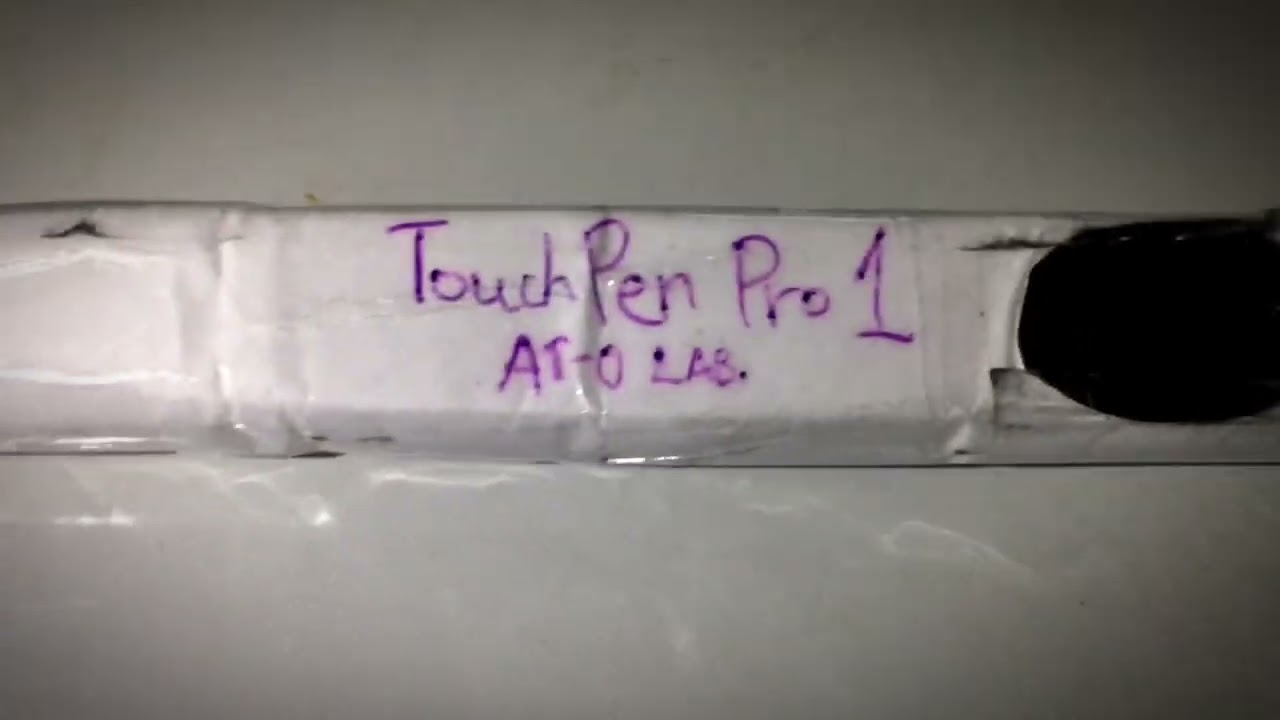 TouchPen Pro 1
AT-O LAB.